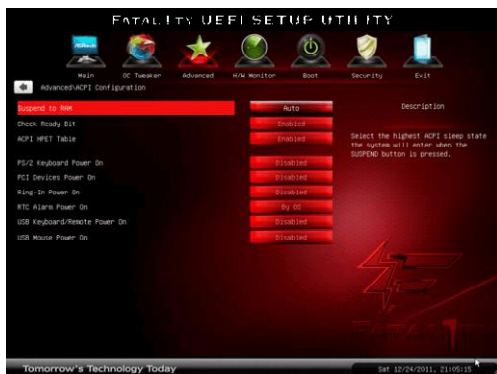 FATAL1TY UEFI SETUP UTILITY
ASRock
Main OC Tweaker Advanced H/W Monitor Boot Security Exit
Advanced\ACPI Configuration
Suspend to RAM Auto Description
Check Ready Bit Enabled
ACPI HPET Table Enabled Select the highest ACPI sleep state
the system will enter when the
SUSPEND button is pressed.
PS/2 Keyboard Power On Disabled
PCI Devices Power On Disabled
Ring-In Power On Disabled
RTC Alarm Power On By OS
USB Keyboard/Remote Power On Disabled
USB Mouse Power On Disabled
FATAL1TY
Tomorrow's Technology Today Sat 12/24/2011, 21:05:15